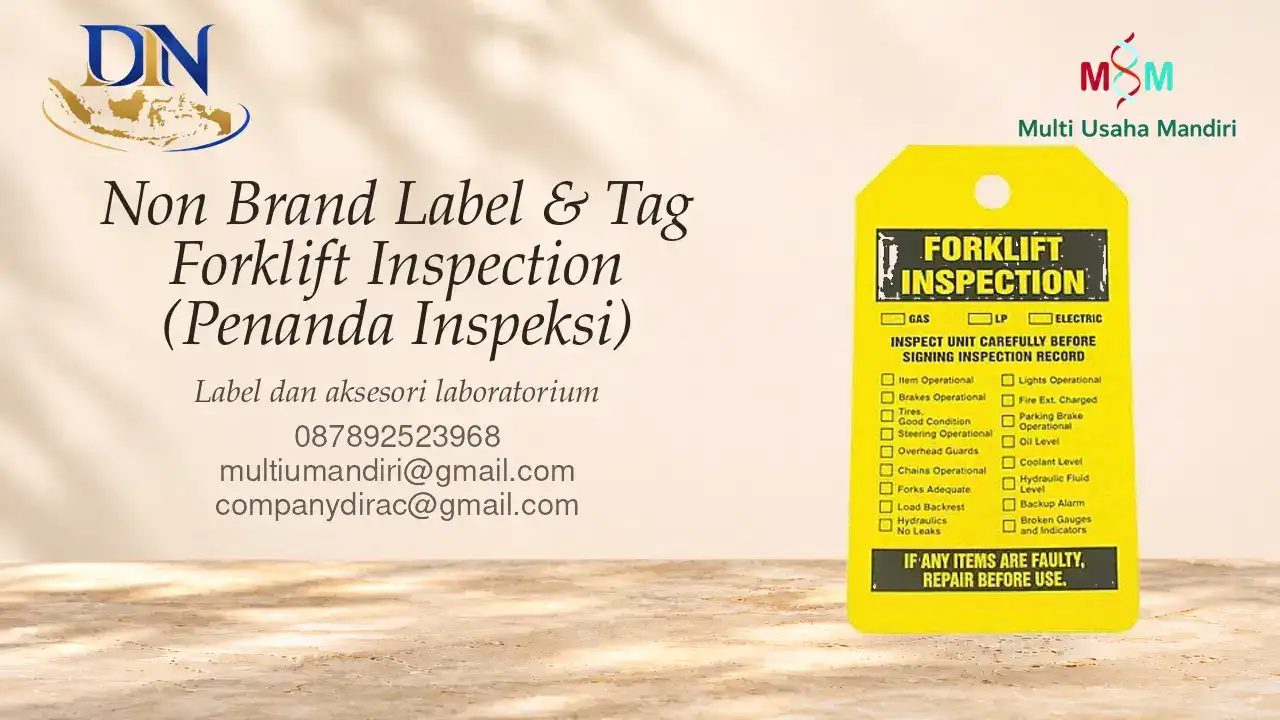 DIN
M M
Multi Usaha Mandiri
Non Brand Label & Tag
Forklift Inspection
(Penanda Inspeksi)
Label dan aksesori laboratorium
087892523968
multiumandiri@gmail.com
companydirac@gmail.com
FORKLIFT
INSPECTION
GAS LP ELECTRIC
INSPECT UNIT CAREFULLY BEFORE
SIGNING INSPECTION RECORD
Item Operational
Brakes Operational
Tires,
Good Condition
Steering Operational
Overhead Guards
Chains Operational
Forks Adequate
Load Backrest
Hydraulics
No Leaks
Lights Operational
Fire Ext. Charged
Parking Brake
Operational
Oil Level
Coolant Level
Hydraulic Fluid
Level
Backup Alarm
Broken Gauges
and Indicators
IF ANY ITEMS ARE FAULTY,
REPAIR BEFORE USE.